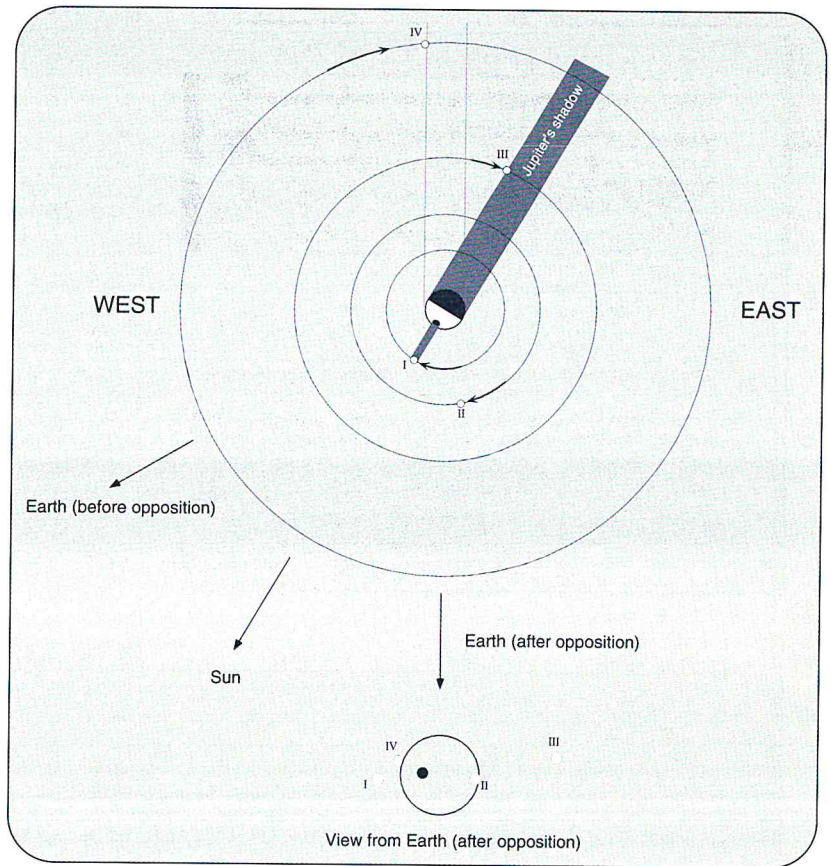 IV
Jupiter's shadow
III
WEST
EAST
I
II
Earth (before opposition)
Earth (after opposition)
Sun
IV
III
I
II
View from Earth (after opposition)